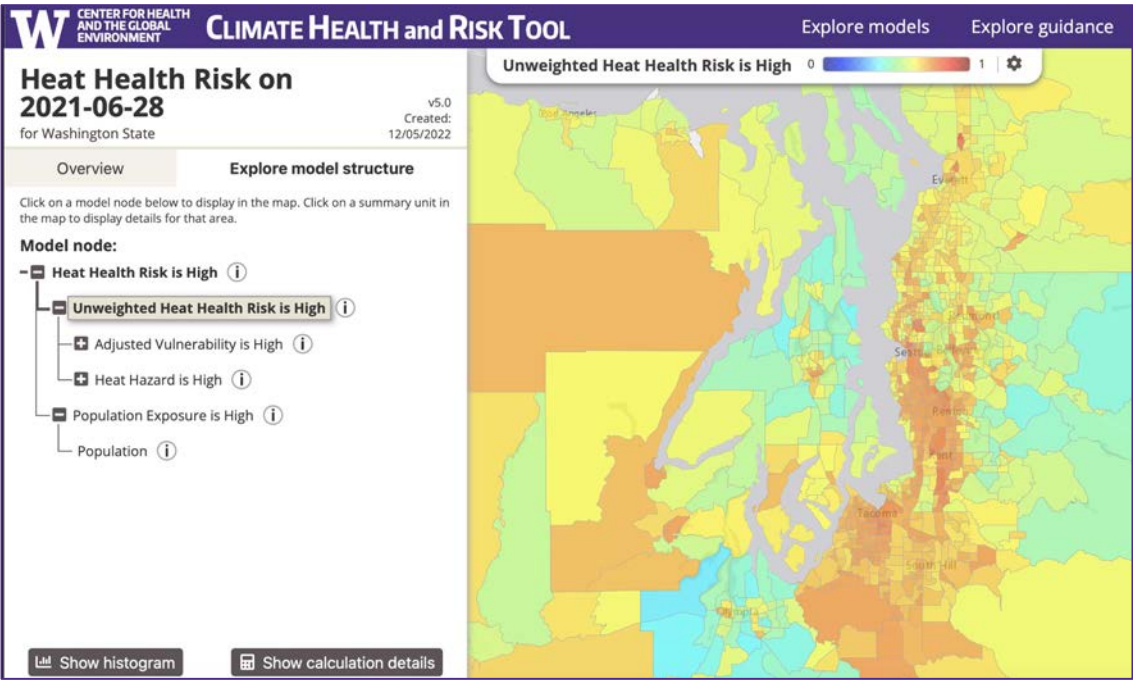 W CENTER FOR HEALTH
AND THE GLOBAL
ENVIRONMENT
CLIMATE HEALTH and RISK TOOL
Explore models
Explore guidance
Heat Health Risk on
2021-06-28
for Washington State
v5.0
Created:
12/05/2022
Overview
Explore model structure
Click on a model node below to display in the map. Click on a summary unit in
the map to display details for that area.
Model node:
Heat Health Risk is High i
Unweighted Heat Health Risk is High i
Adjusted Vulnerability is High i
Heat Hazard is High i
Population Exposure is High i
Population i
Show histogram
Show calculation details
Unweighted Heat Health Risk is High 0 1
Angeles
Everett
Redmond
Renton
Kent
Tacoma
South Hill
Olympia